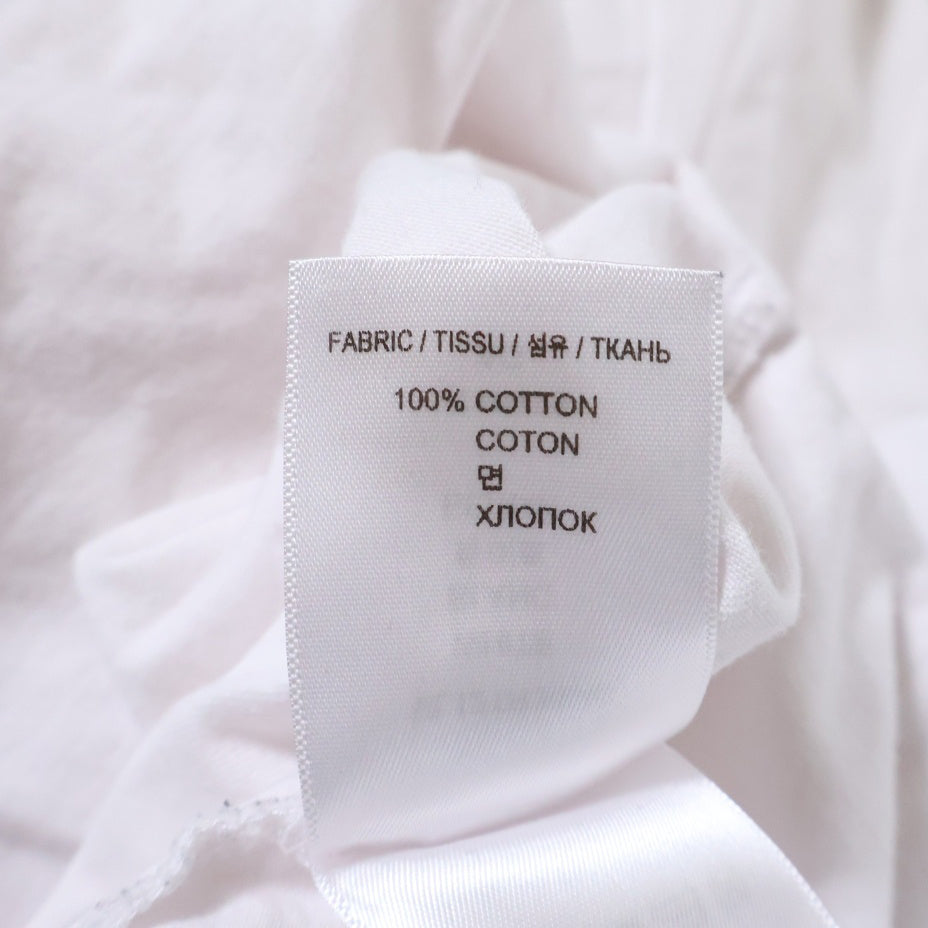 FABRIC / TISSU / 섬유 / ТКАНЬ
100% COTTON
COTON
면
ХЛОПОК